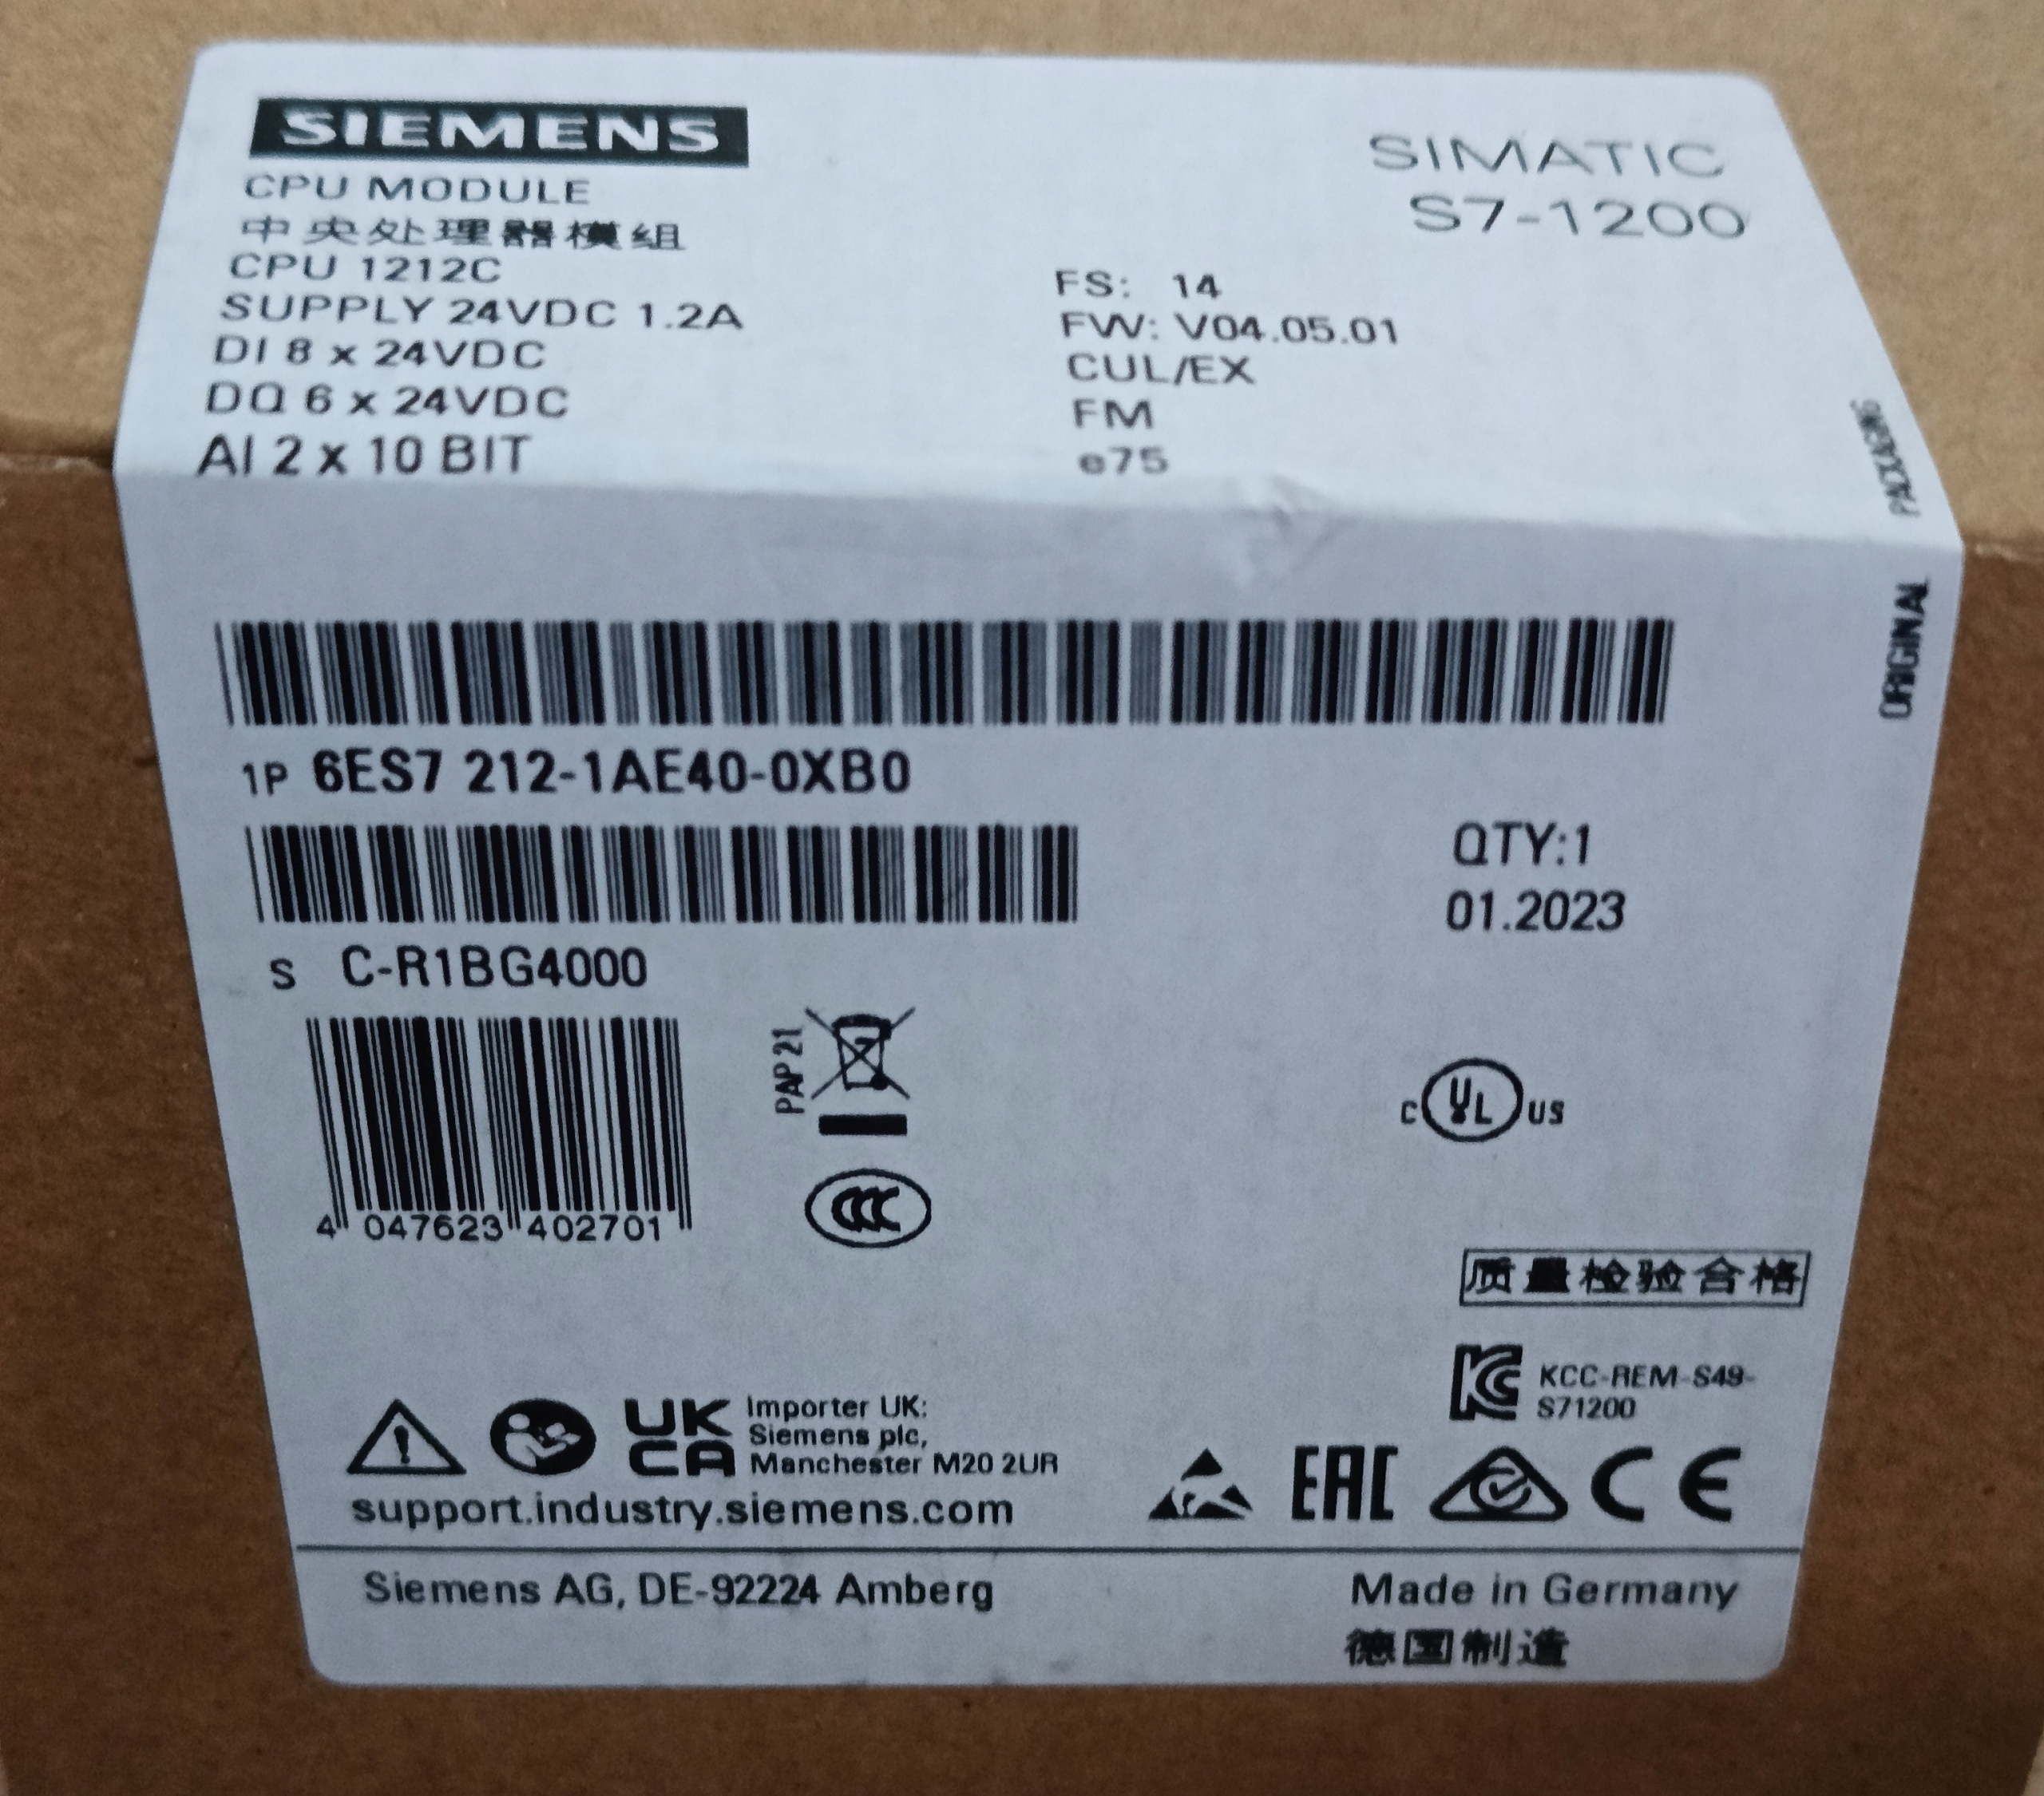 SIEMENS
CPU MODULE
中央处理器模组
CPU 1212C
SUPPLY 24VDC 1.2A
DI 8 x 24VDC
DQ 6 x 24VDC
AI 2 x 10 BIT
SIMATIC
S7-1200
FS: 14
FW: V04.05.01
CUL/EX
FM
e75
ORIGINAL PACKAGING
1P 6ES7 212-1AE40-0XB0
S C-R1BG4000
QTY:1
01.2023
4 047623 402701
PAP 21
CCC
c UL US
质量检验合格
KCC-REM-S49-
S71200
UK
CA
Importer UK:
Siemens plc,
Manchester M20 2UR
support.industry.siemens.com
EAC
CE
Siemens AG, DE-92224 Amberg
Made in Germany
德国制造